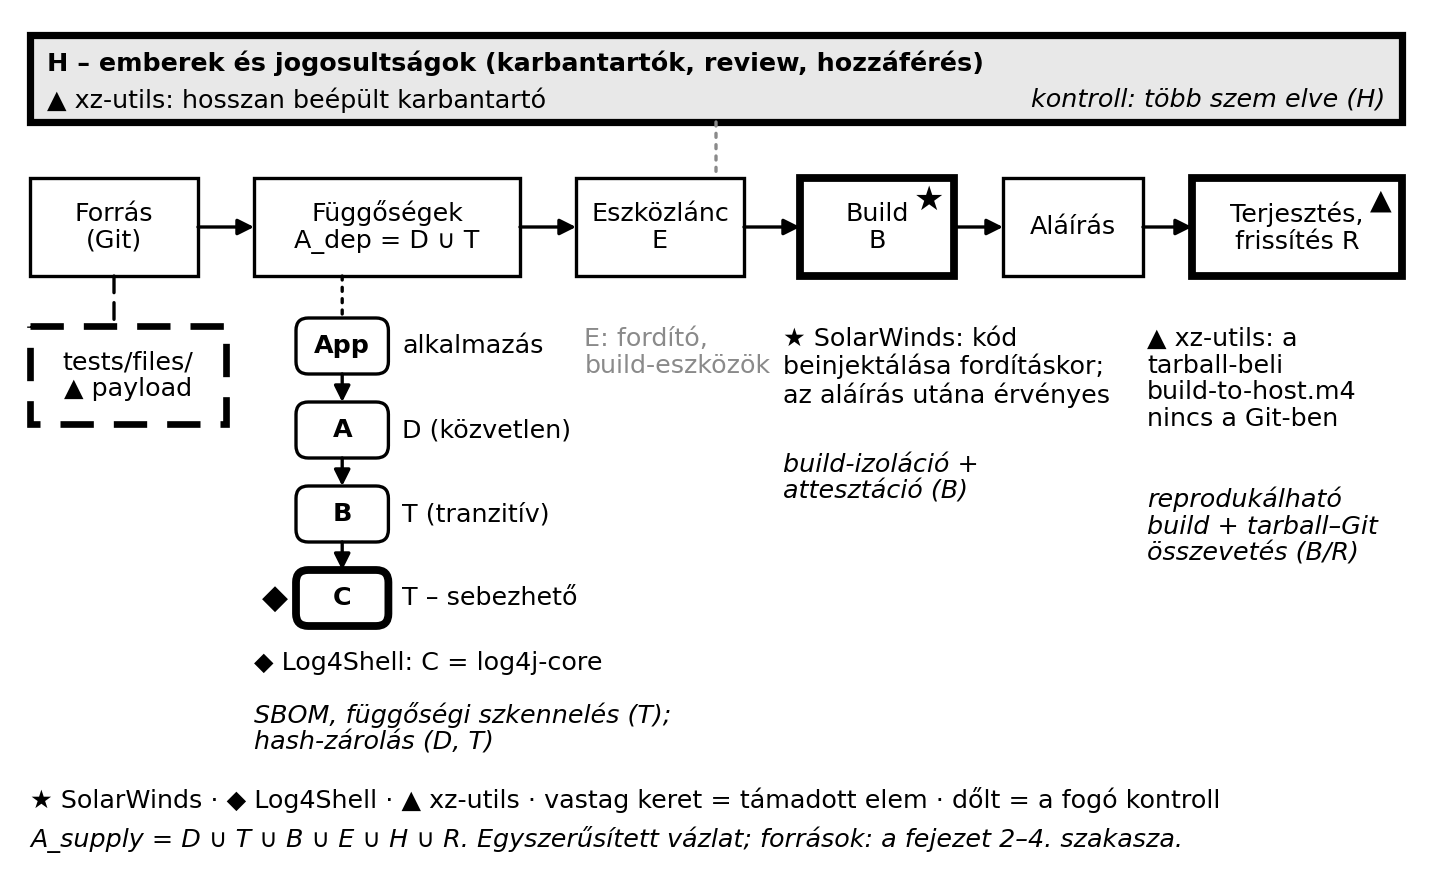 H – emberek és jogosultságok (karbantartók, review, hozzáférés)
▲ xz-utils: hosszan beépült karbantartó
kontroll: több szem elve (H)
Forrás
(Git)
Függőségek
A_dep = D ∪ T
Eszközlánc
E
Build ★
B
Aláírás
Terjesztés, ▲
frissítés R
tests/files/
▲ payload
App
alkalmazás
A
D (közvetlen)
B
T (tranzitív)
◆ C
T – sebezhető
◆ Log4Shell: C = log4j-core
SBOM, függőségi szkennelés (T);
hash-zárolás (D, T)
E: fordító,
build-eszközök
★ SolarWinds: kód
beinjektálása fordításkor;
az aláírás utána érvényes
build-izoláció +
attesztáció (B)
▲ xz-utils: a
tarball-beli
build-to-host.m4
nincs a Git-ben
reprodukálható
build + tarball–Git
összevetés (B/R)
★ SolarWinds · ◆ Log4Shell · ▲ xz-utils · vastag keret = támadott elem · dőlt = a fogó kontroll
A_supply = D ∪ T ∪ B ∪ E ∪ H ∪ R. Egyszerűsített vázlat; források: a fejezet 2–4. szakasza.